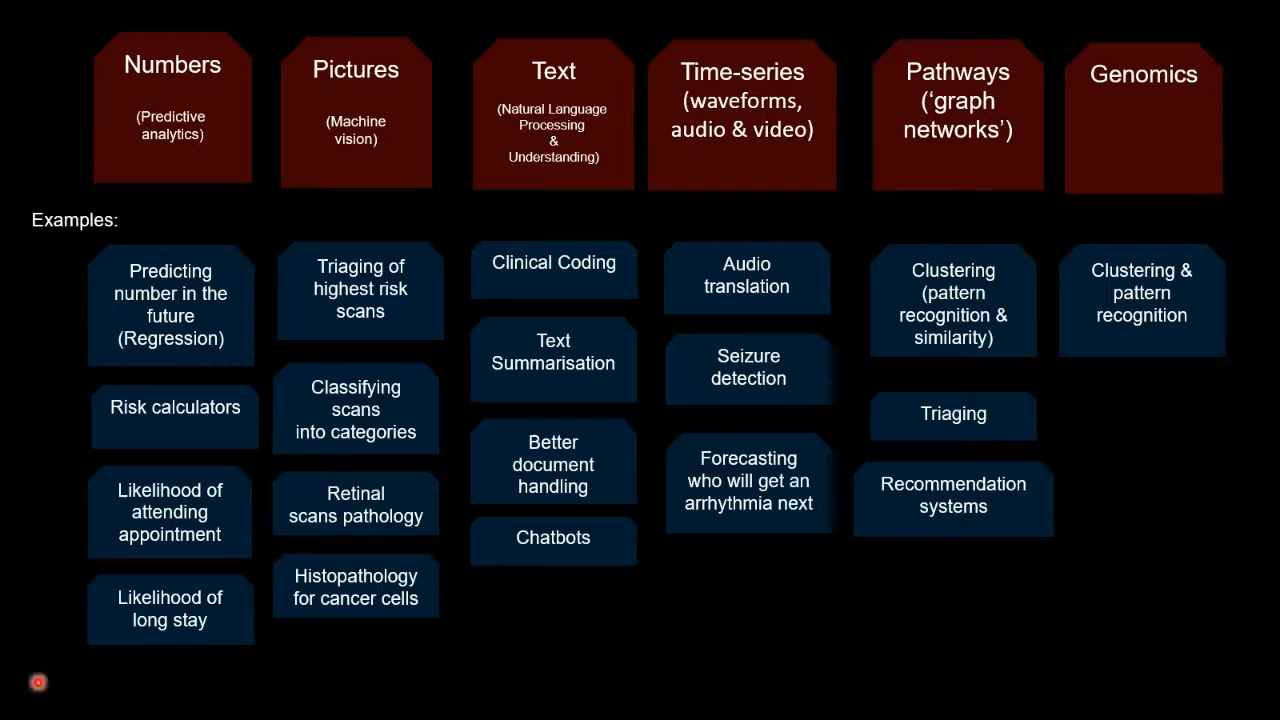 Numbers
(Predictive
analytics)
Pictures
(Machine
vision)
Text
(Natural Language
Processing
&
Understanding)
Time-series
(waveforms,
audio & video)
Pathways
(‘graph
networks’)
Genomics
Examples:
Predicting
number in the
future
(Regression)
Risk calculators
Likelihood of
attending
appointment
Likelihood of
long stay
Triaging of
highest risk
scans
Classifying
scans
into categories
Retinal
scans pathology
Histopathology
for cancer cells
Clinical Coding
Text
Summarisation
Better
document
handling
Chatbots
Audio
translation
Seizure
detection
Forecasting
who will get an
arrhythmia next
Clustering
(pattern
recognition &
similarity)
Triaging
Recommendation
systems
Clustering &
pattern
recognition